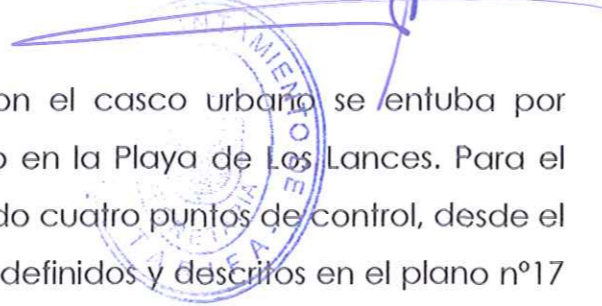 on el casco urbano se entuba por
en la Playa de Los Lances. Para el
do cuatro puntos de control, desde el
definidos y descritos en el plano nº17
TARIFA